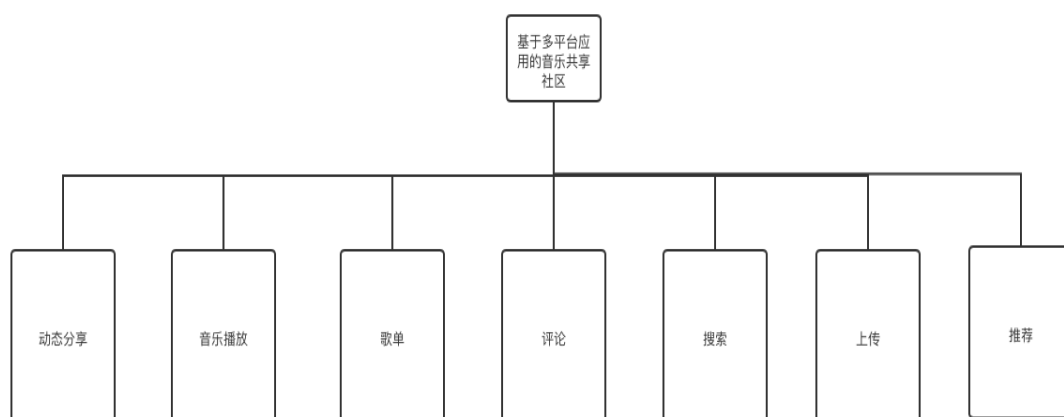 基于多平台应
用的音乐共享
社区
动态分享
音乐播放
歌单
评论
搜索
上传
推荐